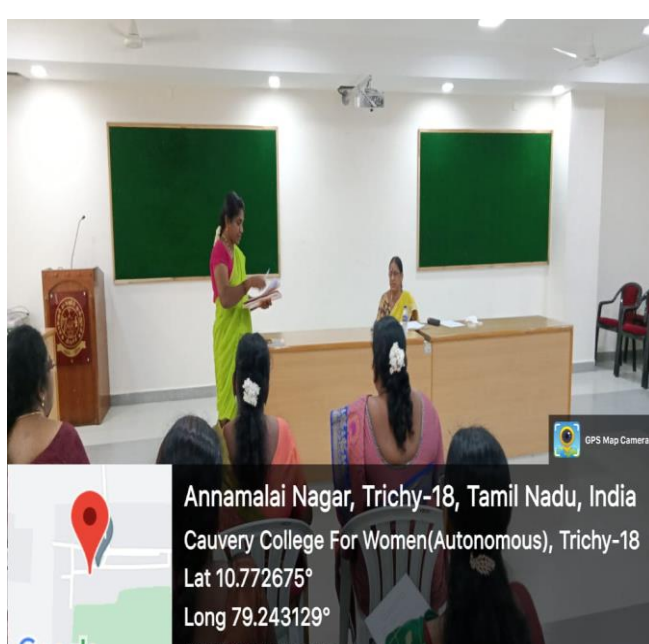 GPS Map Camera
Annamalai Nagar, Trichy-18, Tamil Nadu, India
Cauvery College For Women(Autonomous), Trichy-18
Lat 10.772675°
Long 79.243129°